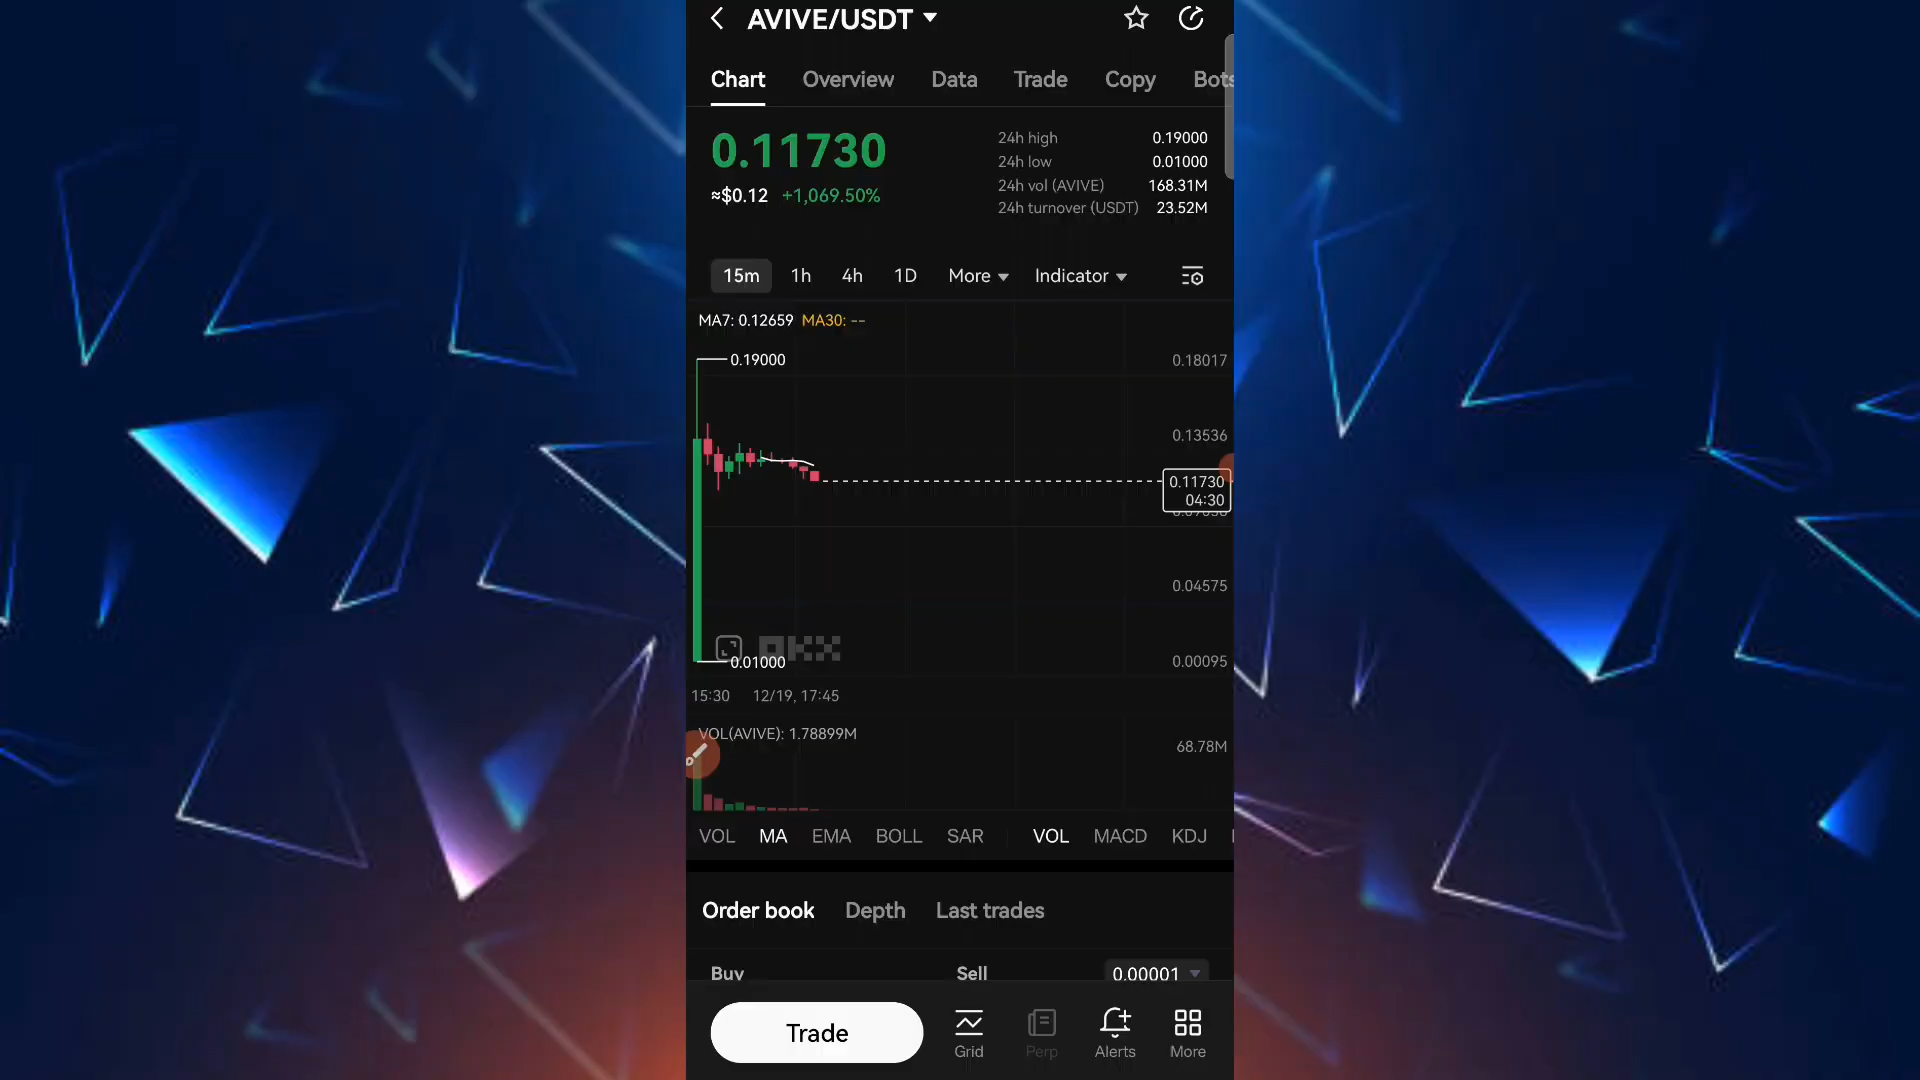 AVIVE/USDT
Chart Overview Data Trade Copy Bots
0.11730
≈$0.12 +1,069.50%
24h high 0.19000
24h low 0.01000
24h vol (AVIVE) 168.31M
24h turnover (USDT) 23.52M
15m 1h 4h 1D More Indicator
MA7: 0.12659 MA30: --
0.19000
0.18017
0.13536
0.11730
04:30
0.04575
OKX
0.01000
0.00095
15:30 12/19, 17:45
VOL(AVIVE): 1.78899M
68.78M
VOL MA EMA BOLL SAR VOL MACD KDJ
Order book Depth Last trades
Buy Sell 0.00001
Trade
Grid Perp Alerts More